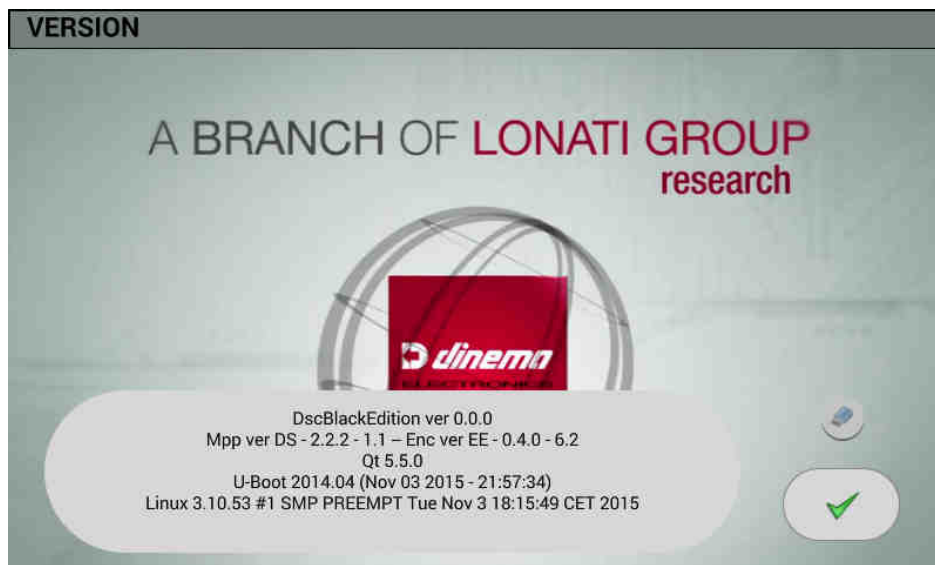 VERSION
A BRANCH OF LONATI GROUP
research
dinema
ELECTRONICS
DscBlackEdition ver 0.0.0
Mpp ver DS - 2.2.2 - 1.1 – Enc ver EE - 0.4.0 - 6.2
Qt 5.5.0
U-Boot 2014.04 (Nov 03 2015 - 21:57:34)
Linux 3.10.53 #1 SMP PREEMPT Tue Nov 3 18:15:49 CET 2015